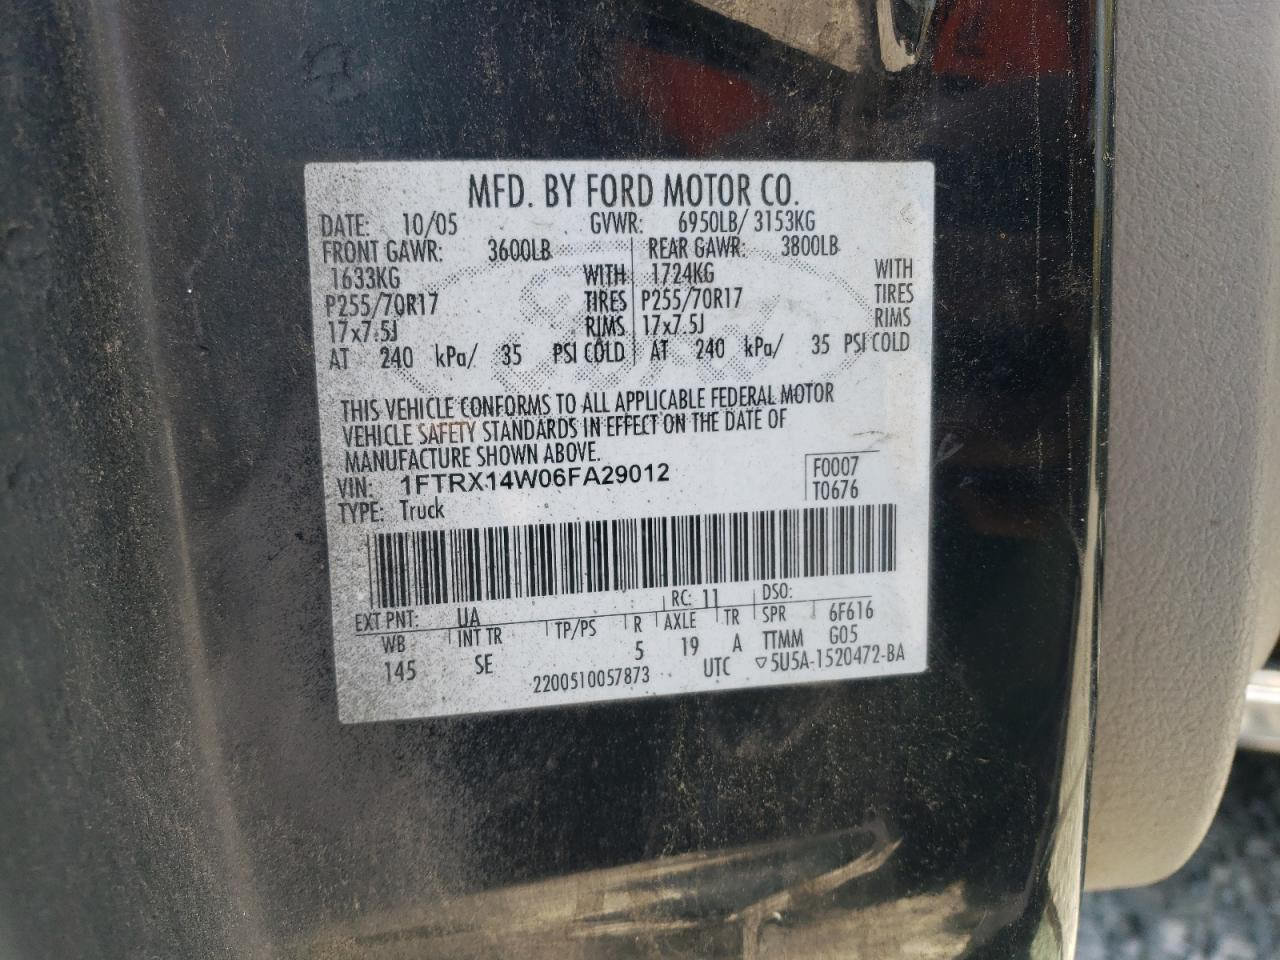 MFD. BY FORD MOTOR CO.
DATE: 10/05 GVWR: 6950LB/ 3153KG
FRONT GAWR: 3600LB REAR GAWR: 3800LB
1633KG WITH 1724KG WITH
P255/70R17 TIRES P255/70R17 TIRES
17x7.5J RIMS 17x7.5J RIMS
AT 240 kPa/ 35 PSI COLD AT 240 kPa/ 35 PSI COLD
THIS VEHICLE CONFORMS TO ALL APPLICABLE FEDERAL MOTOR
VEHICLE SAFETY STANDARDS IN EFFECT ON THE DATE OF
MANUFACTURE SHOWN ABOVE.
VIN: 1FTRX14W06FA29012 F0007
TYPE: Truck T0676
EXT PNT: UA RC: 11 DSO:
WB INT TR TP/PS R AXLE TR SPR 6F616
145 SE 5 19 A TTMM G05
2200510057873 UTC ▽5U5A-1520472-BA